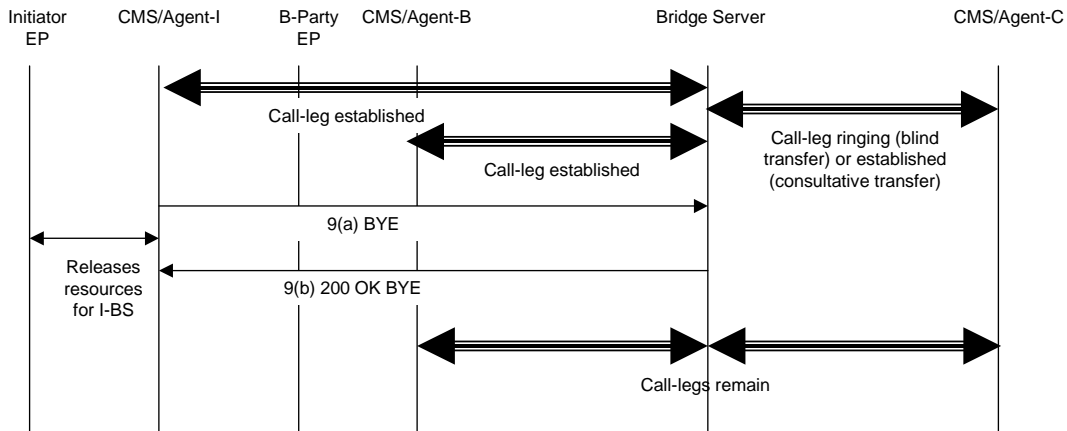 Initiator
EP
CMS/Agent-I
B-Party
EP
CMS/Agent-B
Bridge Server
CMS/Agent-C
Call-leg established
Call-leg ringing (blind
transfer) or established
(consultative transfer)
Call-leg established
9(a) BYE
Releases
resources
for I-BS
9(b) 200 OK BYE
Call-legs remain